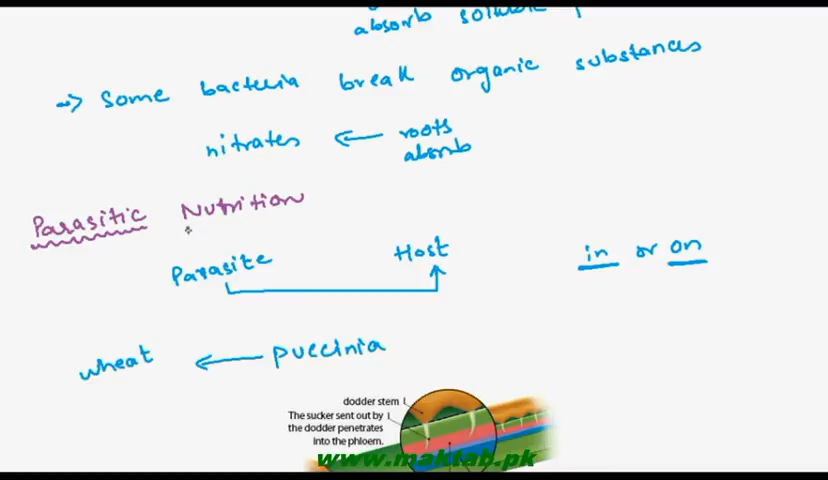 absorb
-> Some bacteria break organic substances
nitrates <- roots
absorb
Parasitic Nutrition
Parasite Host in or on
wheat <- puccinia
dodder stem
The sucker sent out by
the dodder penetrates
into the phloem.
www.maktab.pk